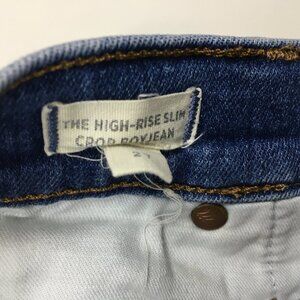 THE HIGH-RISE SLIM
CROP BOYJEAN
27